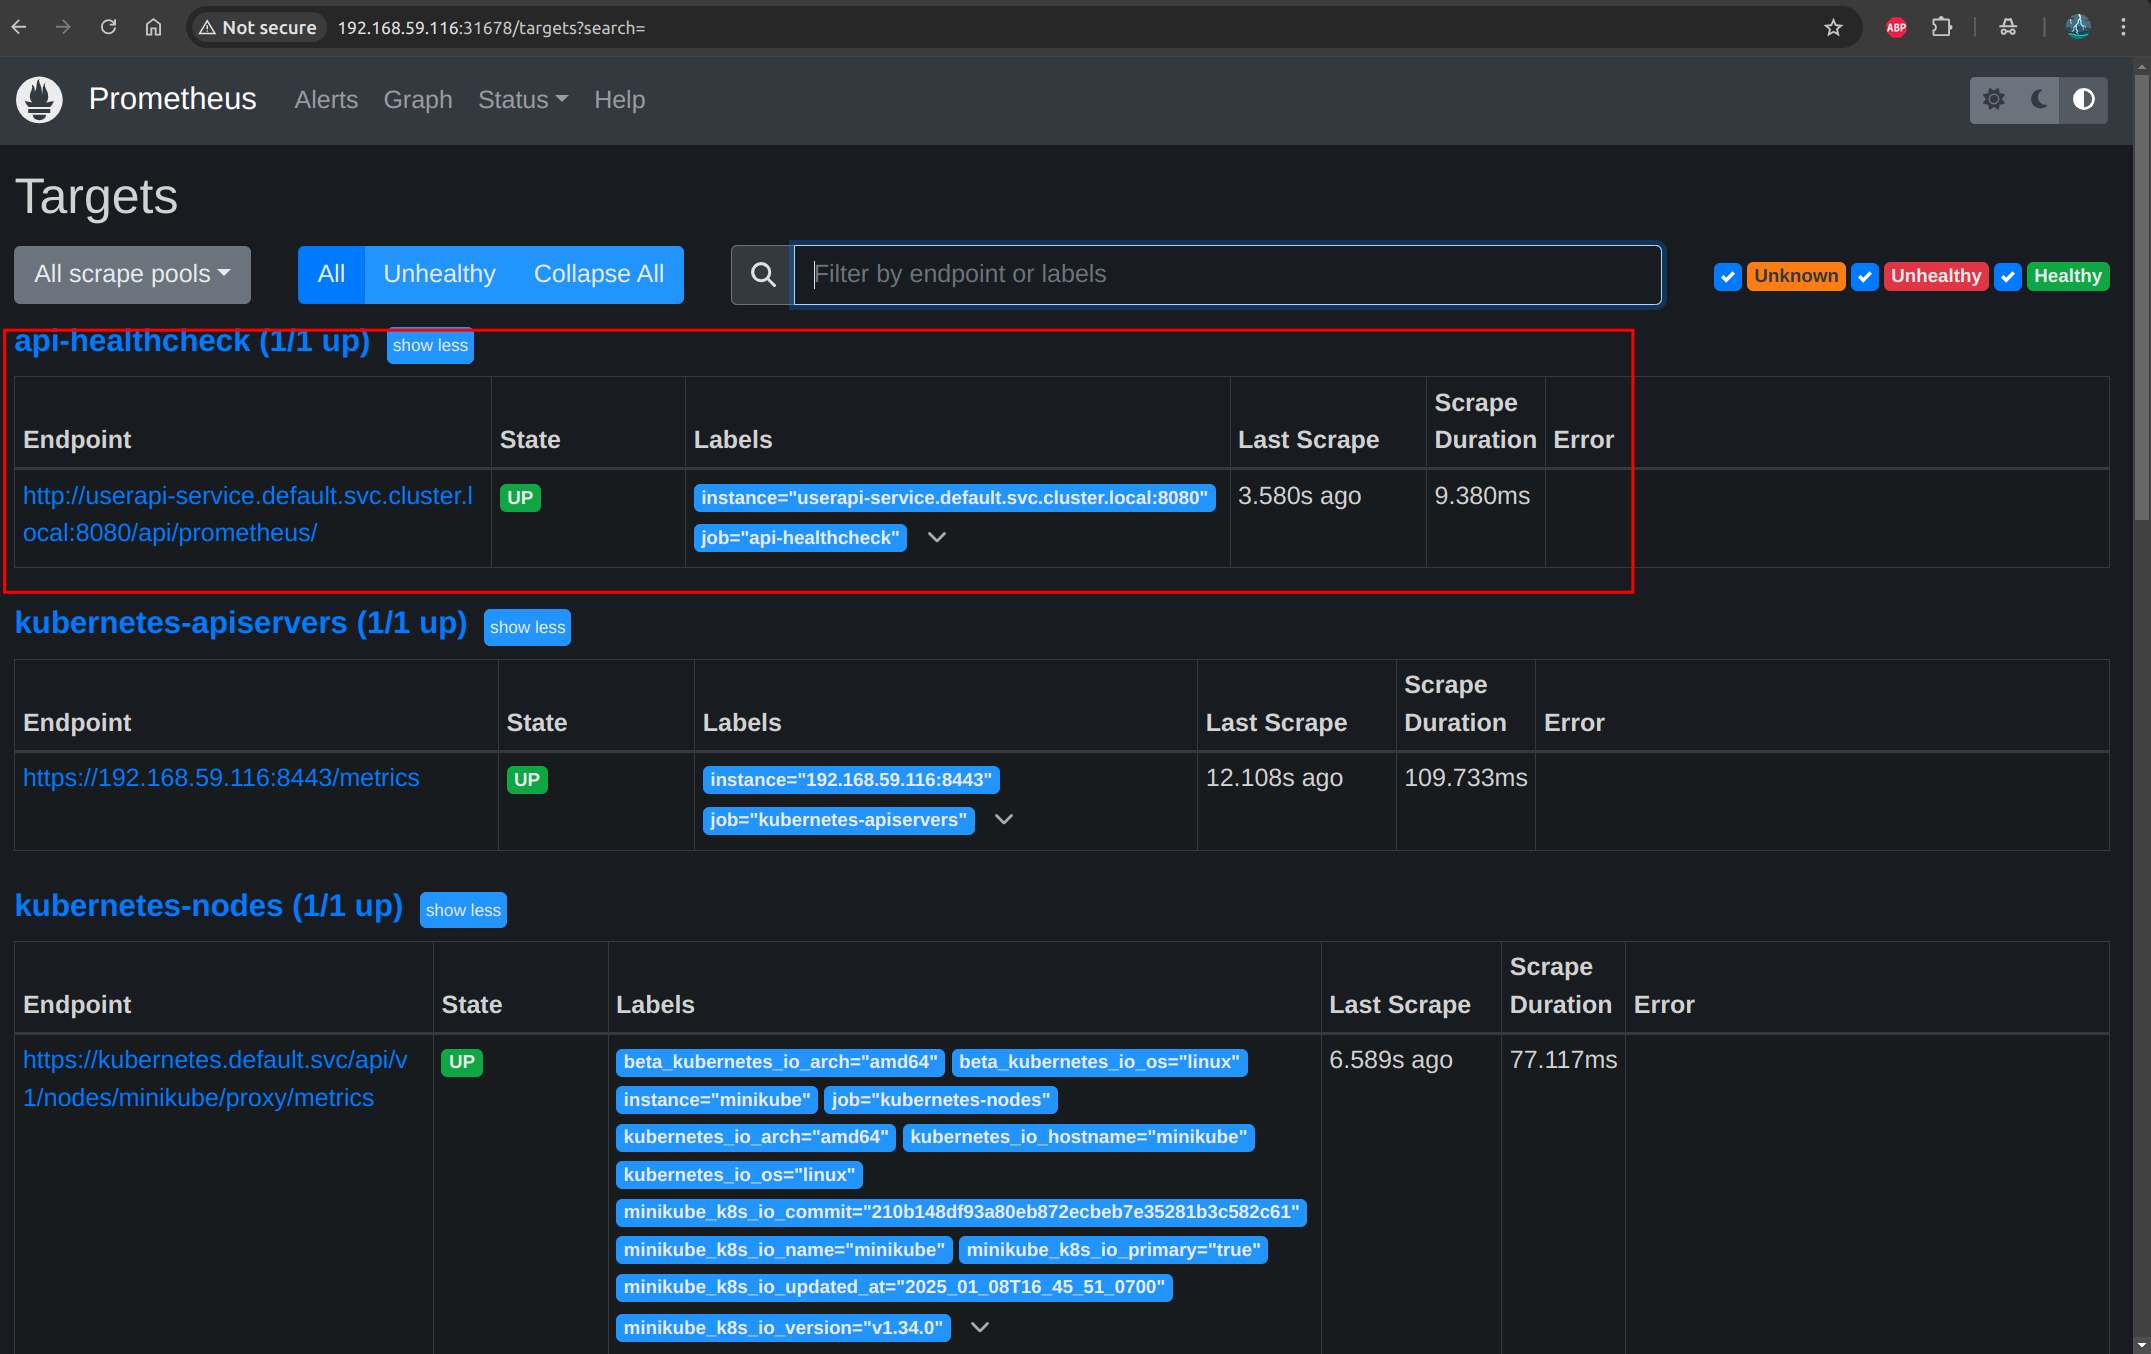 Not secure 192.168.59.116:31678/targets?search=
ABP
Prometheus Alerts Graph Status Help
Targets
All scrape pools All Unhealthy Collapse All Filter by endpoint or labels Unknown Unhealthy Healthy
api-healthcheck (1/1 up) show less
Endpoint State Labels Last Scrape Scrape Duration Error
http://userapi-service.default.svc.cluster.l
ocal:8080/api/prometheus/
UP
instance="userapi-service.default.svc.cluster.local:8080"
job="api-healthcheck"
3.580s ago
9.380ms
kubernetes-apiservers (1/1 up) show less
Endpoint State Labels Last Scrape Scrape Duration Error
https://192.168.59.116:8443/metrics
UP
instance="192.168.59.116:8443"
job="kubernetes-apiservers"
12.108s ago
109.733ms
kubernetes-nodes (1/1 up) show less
Endpoint State Labels Last Scrape Scrape Duration Error
https://kubernetes.default.svc/api/v
1/nodes/minikube/proxy/metrics
UP
beta_kubernetes_io_arch="amd64" beta_kubernetes_io_os="linux"
instance="minikube" job="kubernetes-nodes"
kubernetes_io_arch="amd64" kubernetes_io_hostname="minikube"
kubernetes_io_os="linux"
minikube_k8s_io_commit="210b148df93a80eb872ecbeb7e35281b3c582c61"
minikube_k8s_io_name="minikube" minikube_k8s_io_primary="true"
minikube_k8s_io_updated_at="2025_01_08T16_45_51_0700"
minikube_k8s_io_version="v1.34.0"
6.589s ago
77.117ms